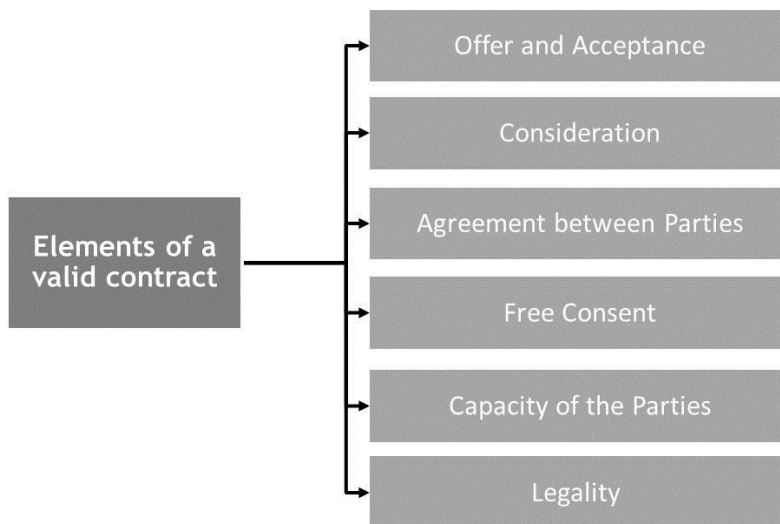 Offer and Acceptance
Consideration
Agreement between Parties
Elements of a
valid contract
Free Consent
Capacity of the Parties
Legality